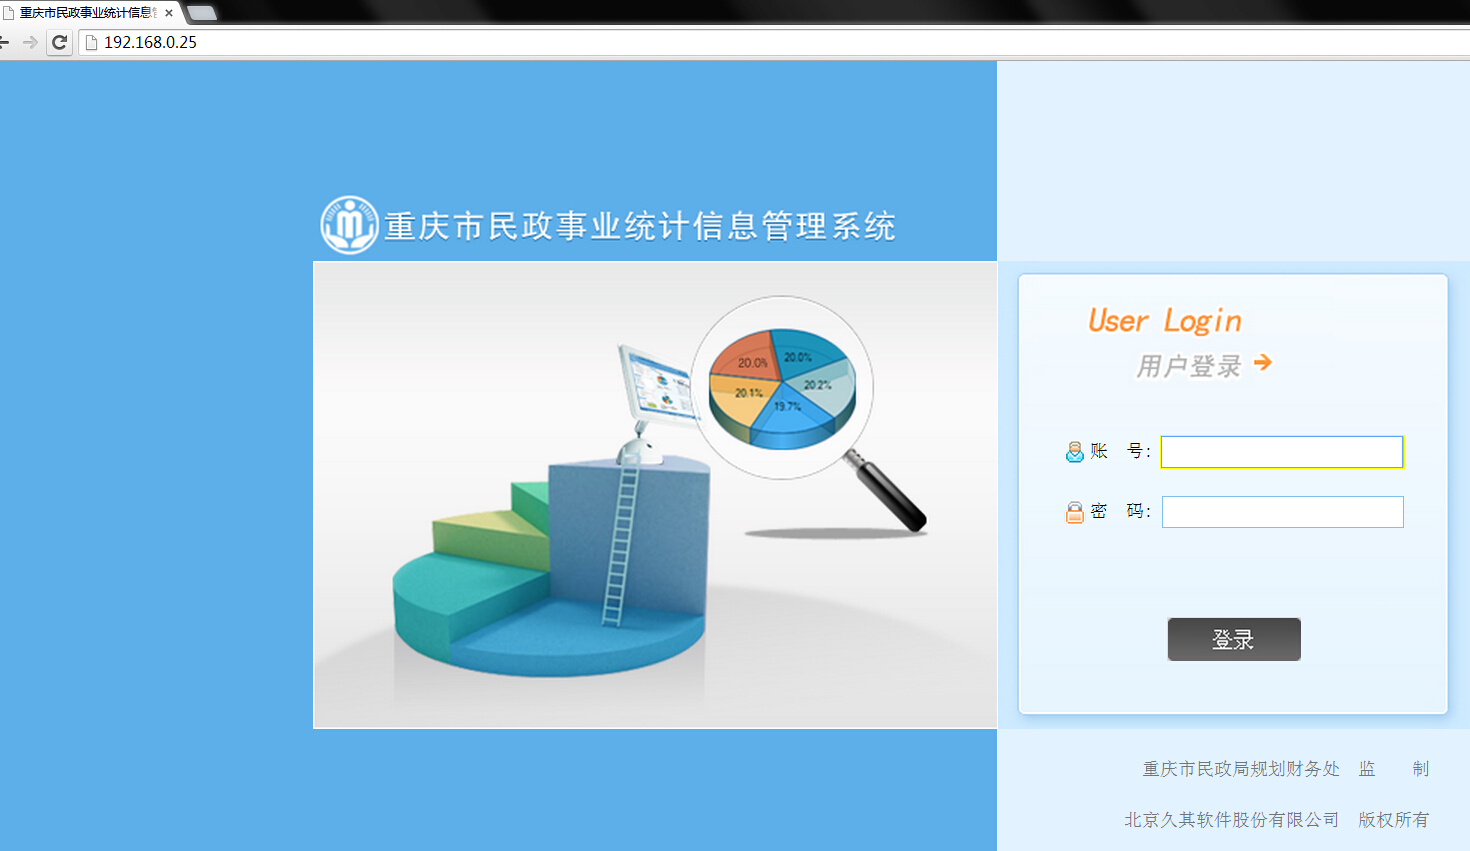 重庆市民政事业统计信息
192.168.0.25
重庆市民政事业统计信息管理系统
20.0%
20.0%
20.2%
20.1%
19.7%
User Login
用户登录
账 号：
密 码：
登录
重庆市民政局规划财务处 监 制
北京久其软件股份有限公司 版权所有